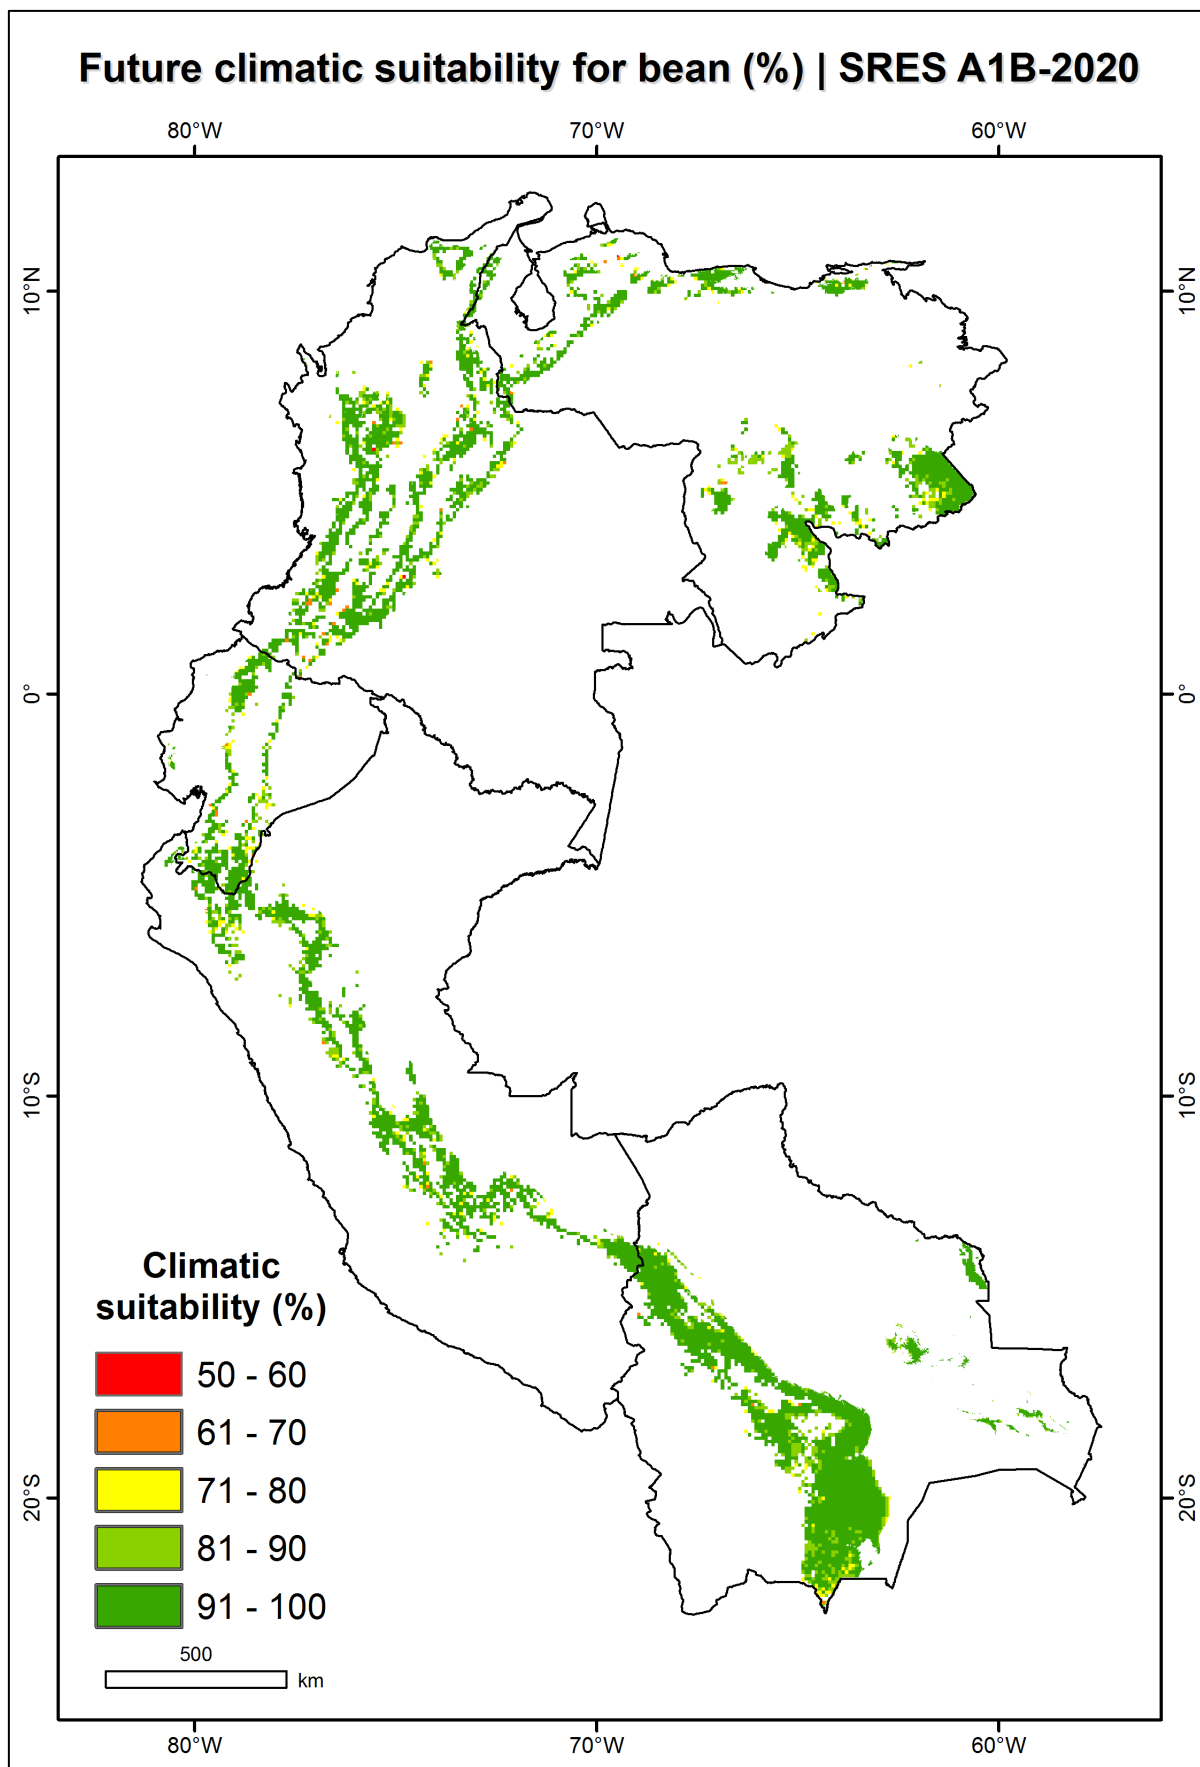 Future climatic suitability for bean (%) | SRES A1B-2020
80°W 70°W 60°W
10°N 10°N
0° 0°
10°S 10°S
20°S 20°S
Climatic
suitability (%)
50 - 60
61 - 70
71 - 80
81 - 90
91 - 100
500
km
80°W 70°W 60°W